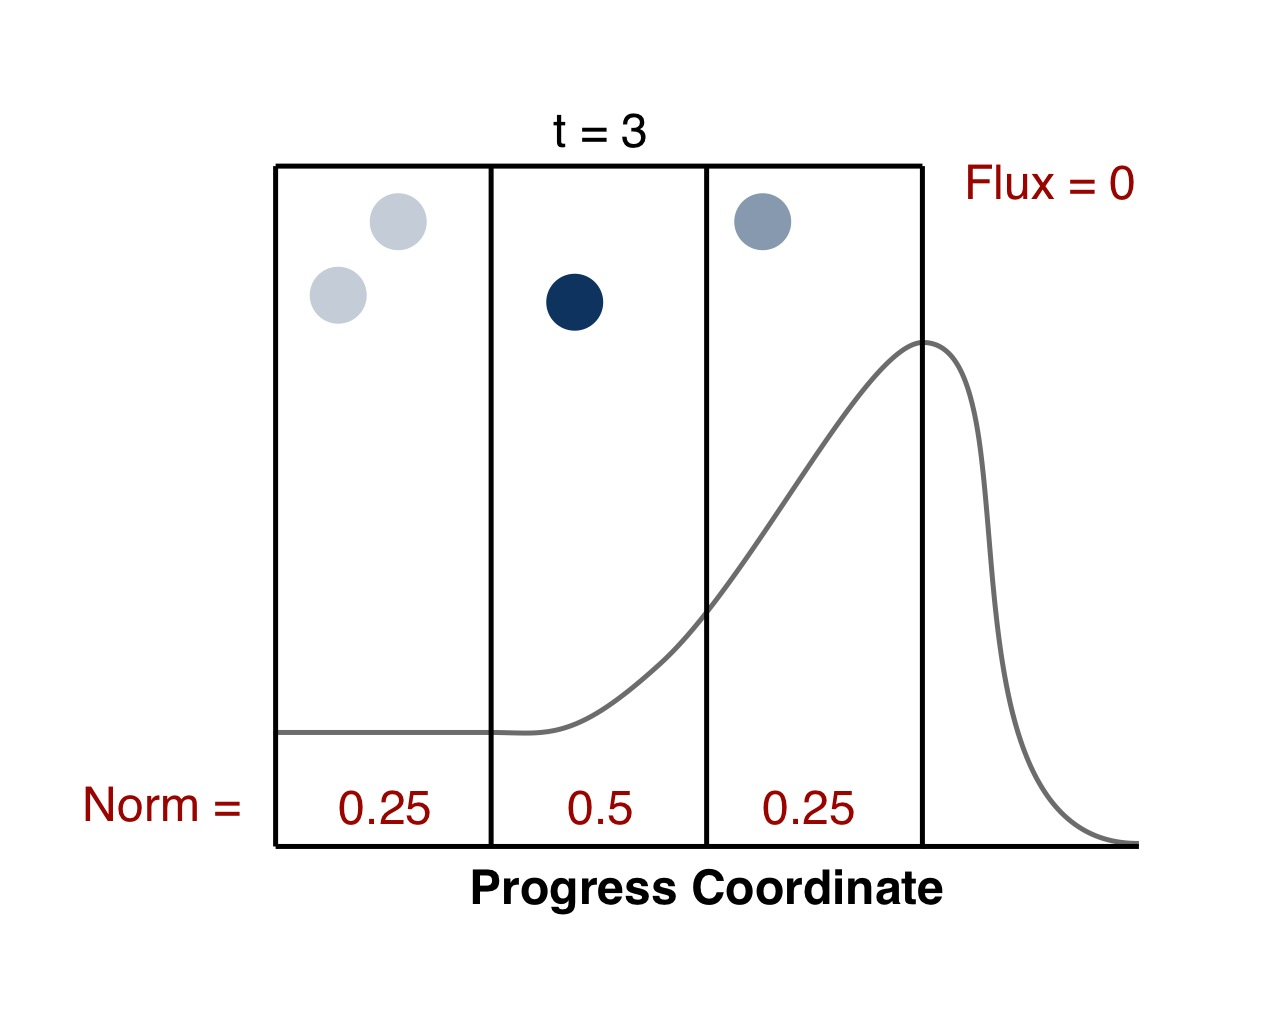 t = 3
Flux = 0
Norm =
0.25
0.5
0.25
Progress Coordinate